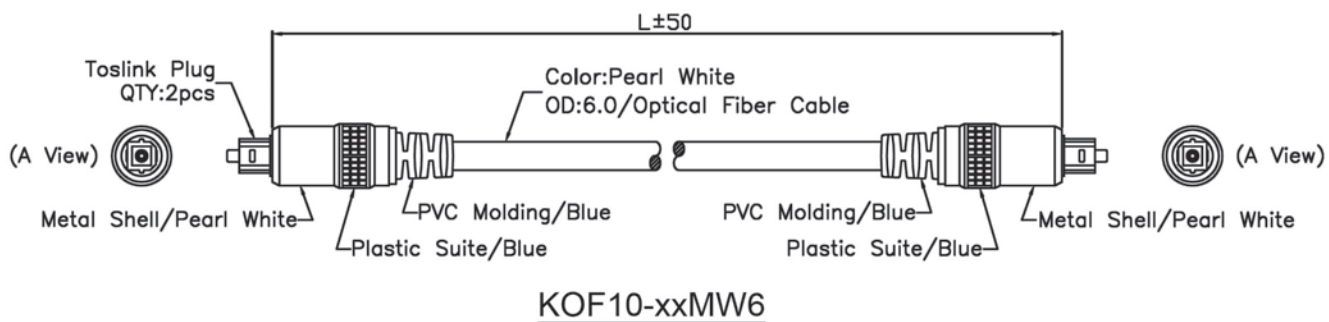 L±50
Toslink Plug
QTY:2pcs
Color:Pearl White
OD:6.0/Optical Fiber Cable
(A View)
(A View)
Metal Shell/Pearl White
PVC Molding/Blue
PVC Molding/Blue
Metal Shell/Pearl White
Plastic Suite/Blue
Plastic Suite/Blue
KOF10-xxMW6